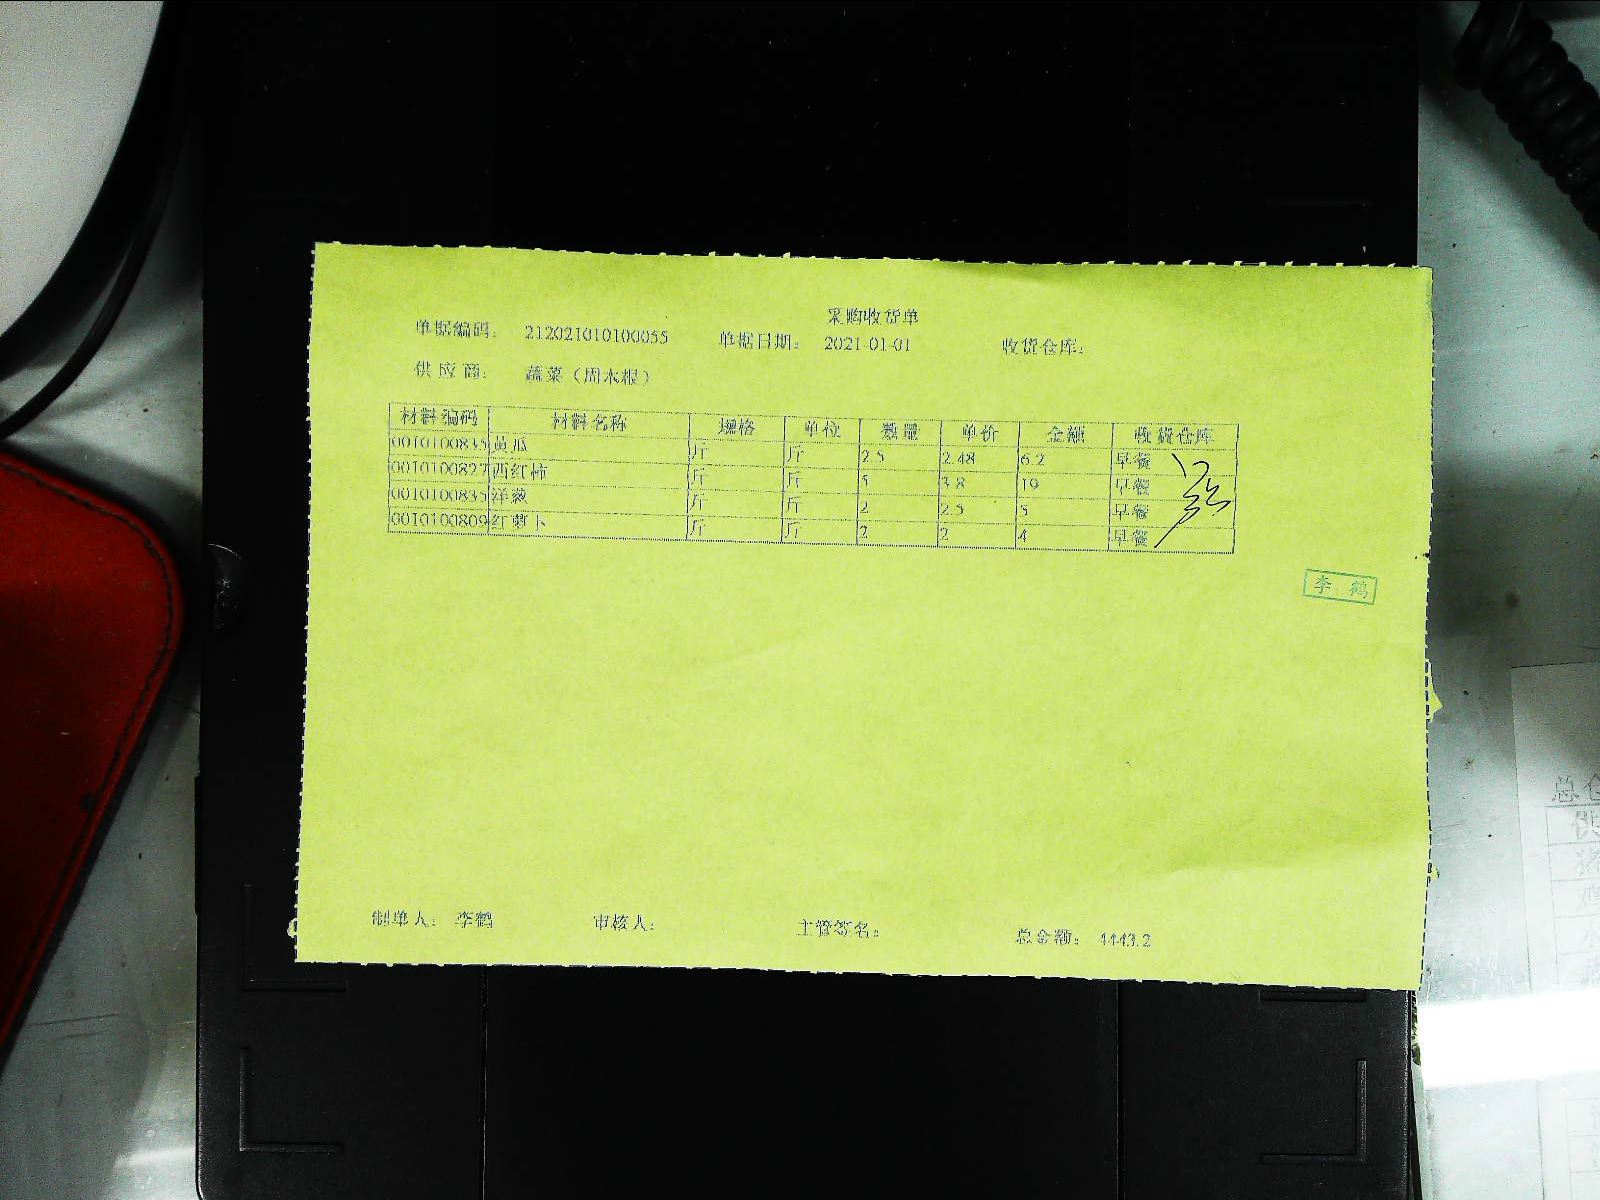 采购收货单
单据编码: 212021010100055 单据日期: 2021-01-01 收货仓库:
供应商: 蔬菜（周本根）
材料编码 材料名称 规格 单位 数量 单价 金额 收货仓库
0010100835 黄瓜 斤 斤 2.5 2.48 6.2 早餐
0010100827 西红柿 斤 斤 5 3.8 19 早餐
0010100835 洋葱 斤 斤 2 2.5 5 早餐
0010100809 红萝卜 斤 斤 2 2 4 早餐
李鹤
制单人: 李鹤 审核人: 主管签名: 总金额: 4443.2
总仓